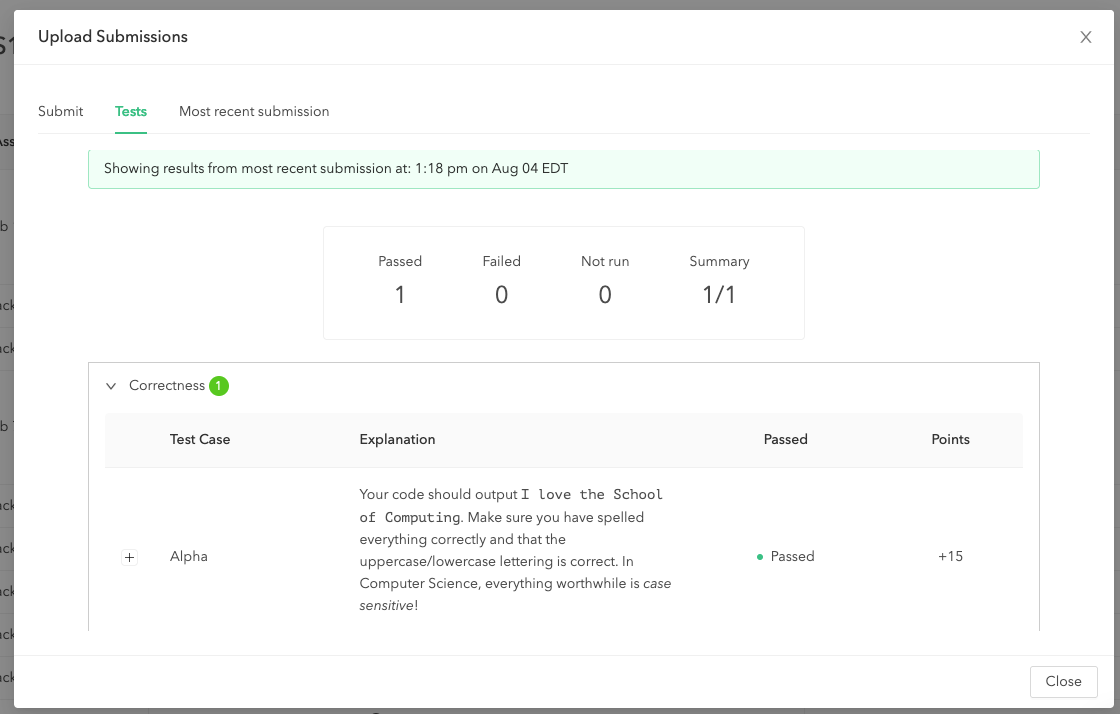 Upload Submissions
Submit Tests Most recent submission
Showing results from most recent submission at: 1:18 pm on Aug 04 EDT
Passed Failed Not run Summary
1 0 0 1/1
Correctness 1
Test Case Explanation Passed Points
Your code should output I love the School
of Computing. Make sure you have spelled
everything correctly and that the
uppercase/lowercase lettering is correct. In
Computer Science, everything worthwhile is case
sensitive!
Alpha Passed +15
Close